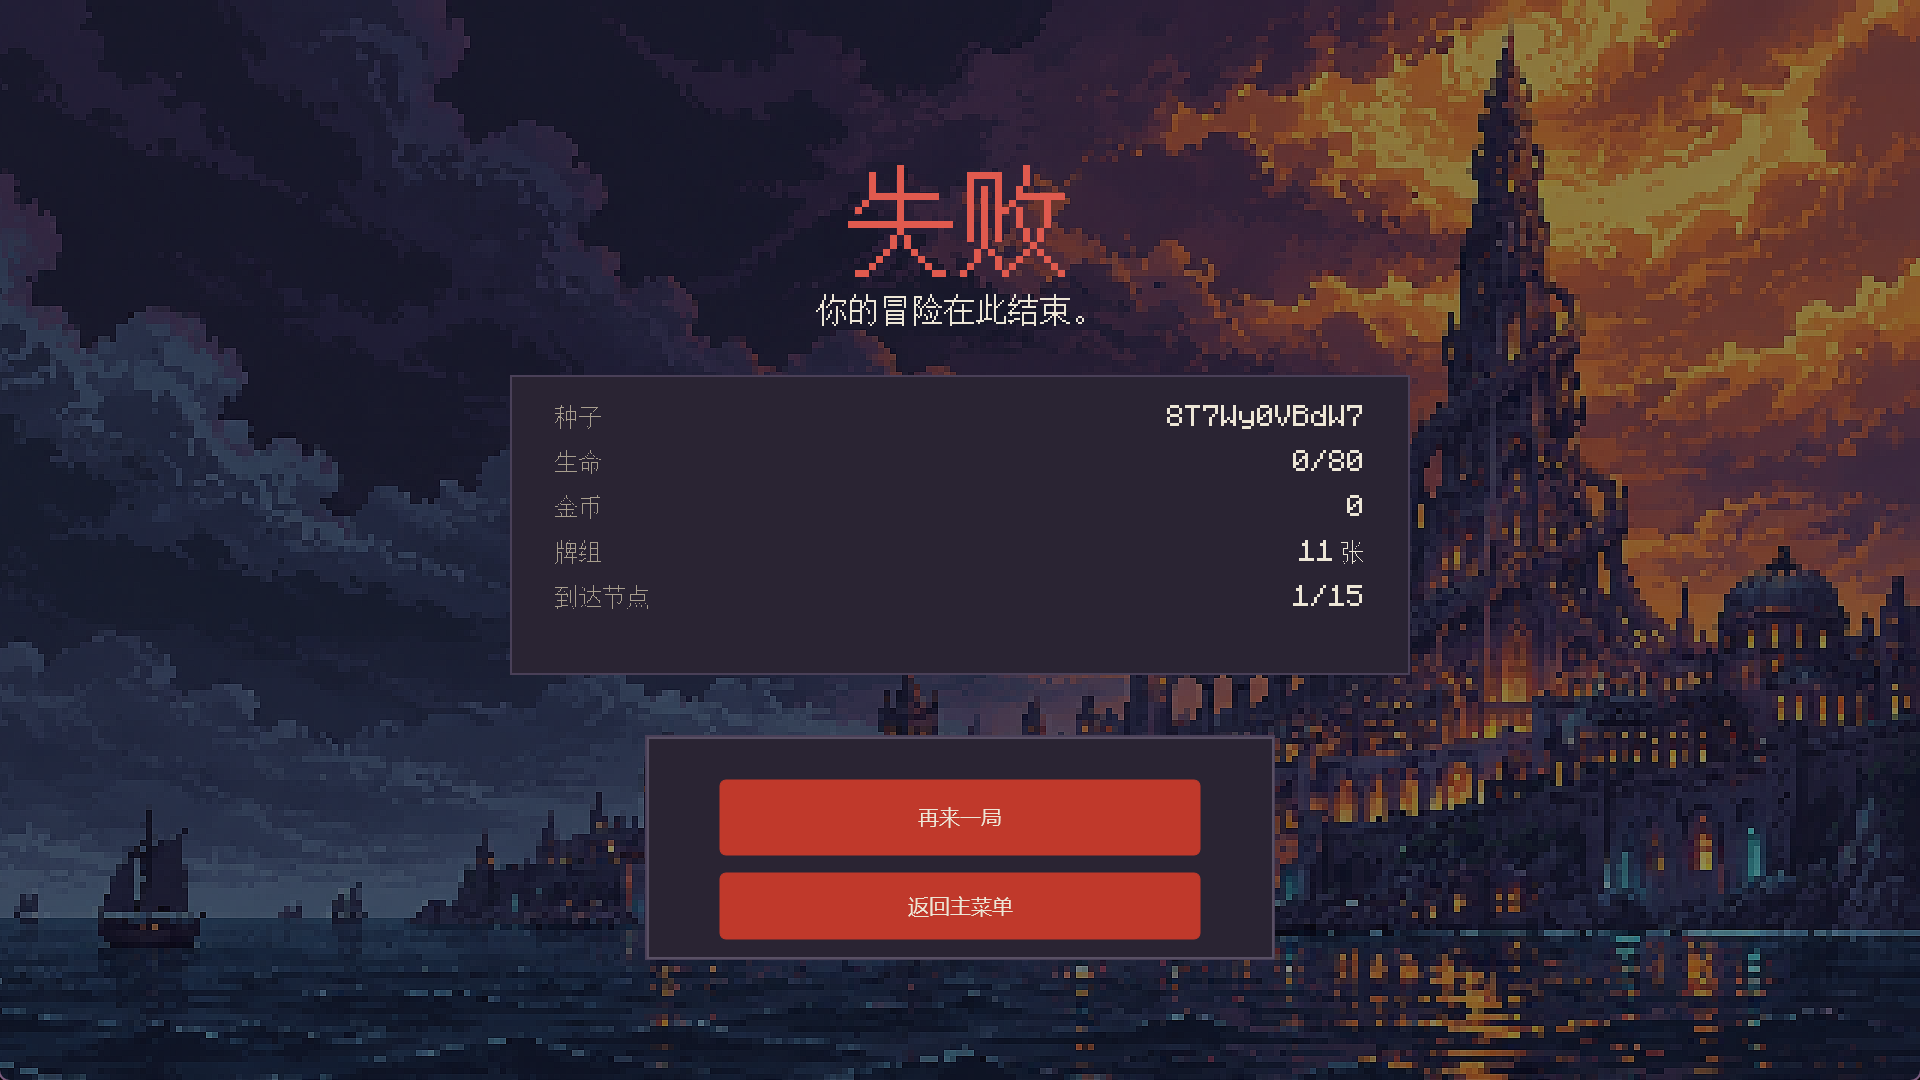 失败
你的冒险在此结束。
种子 8T7Wy0VBdW7
生命 0/80
金币 0
牌组 11 张
到达节点 1/15
再来一局
返回主菜单